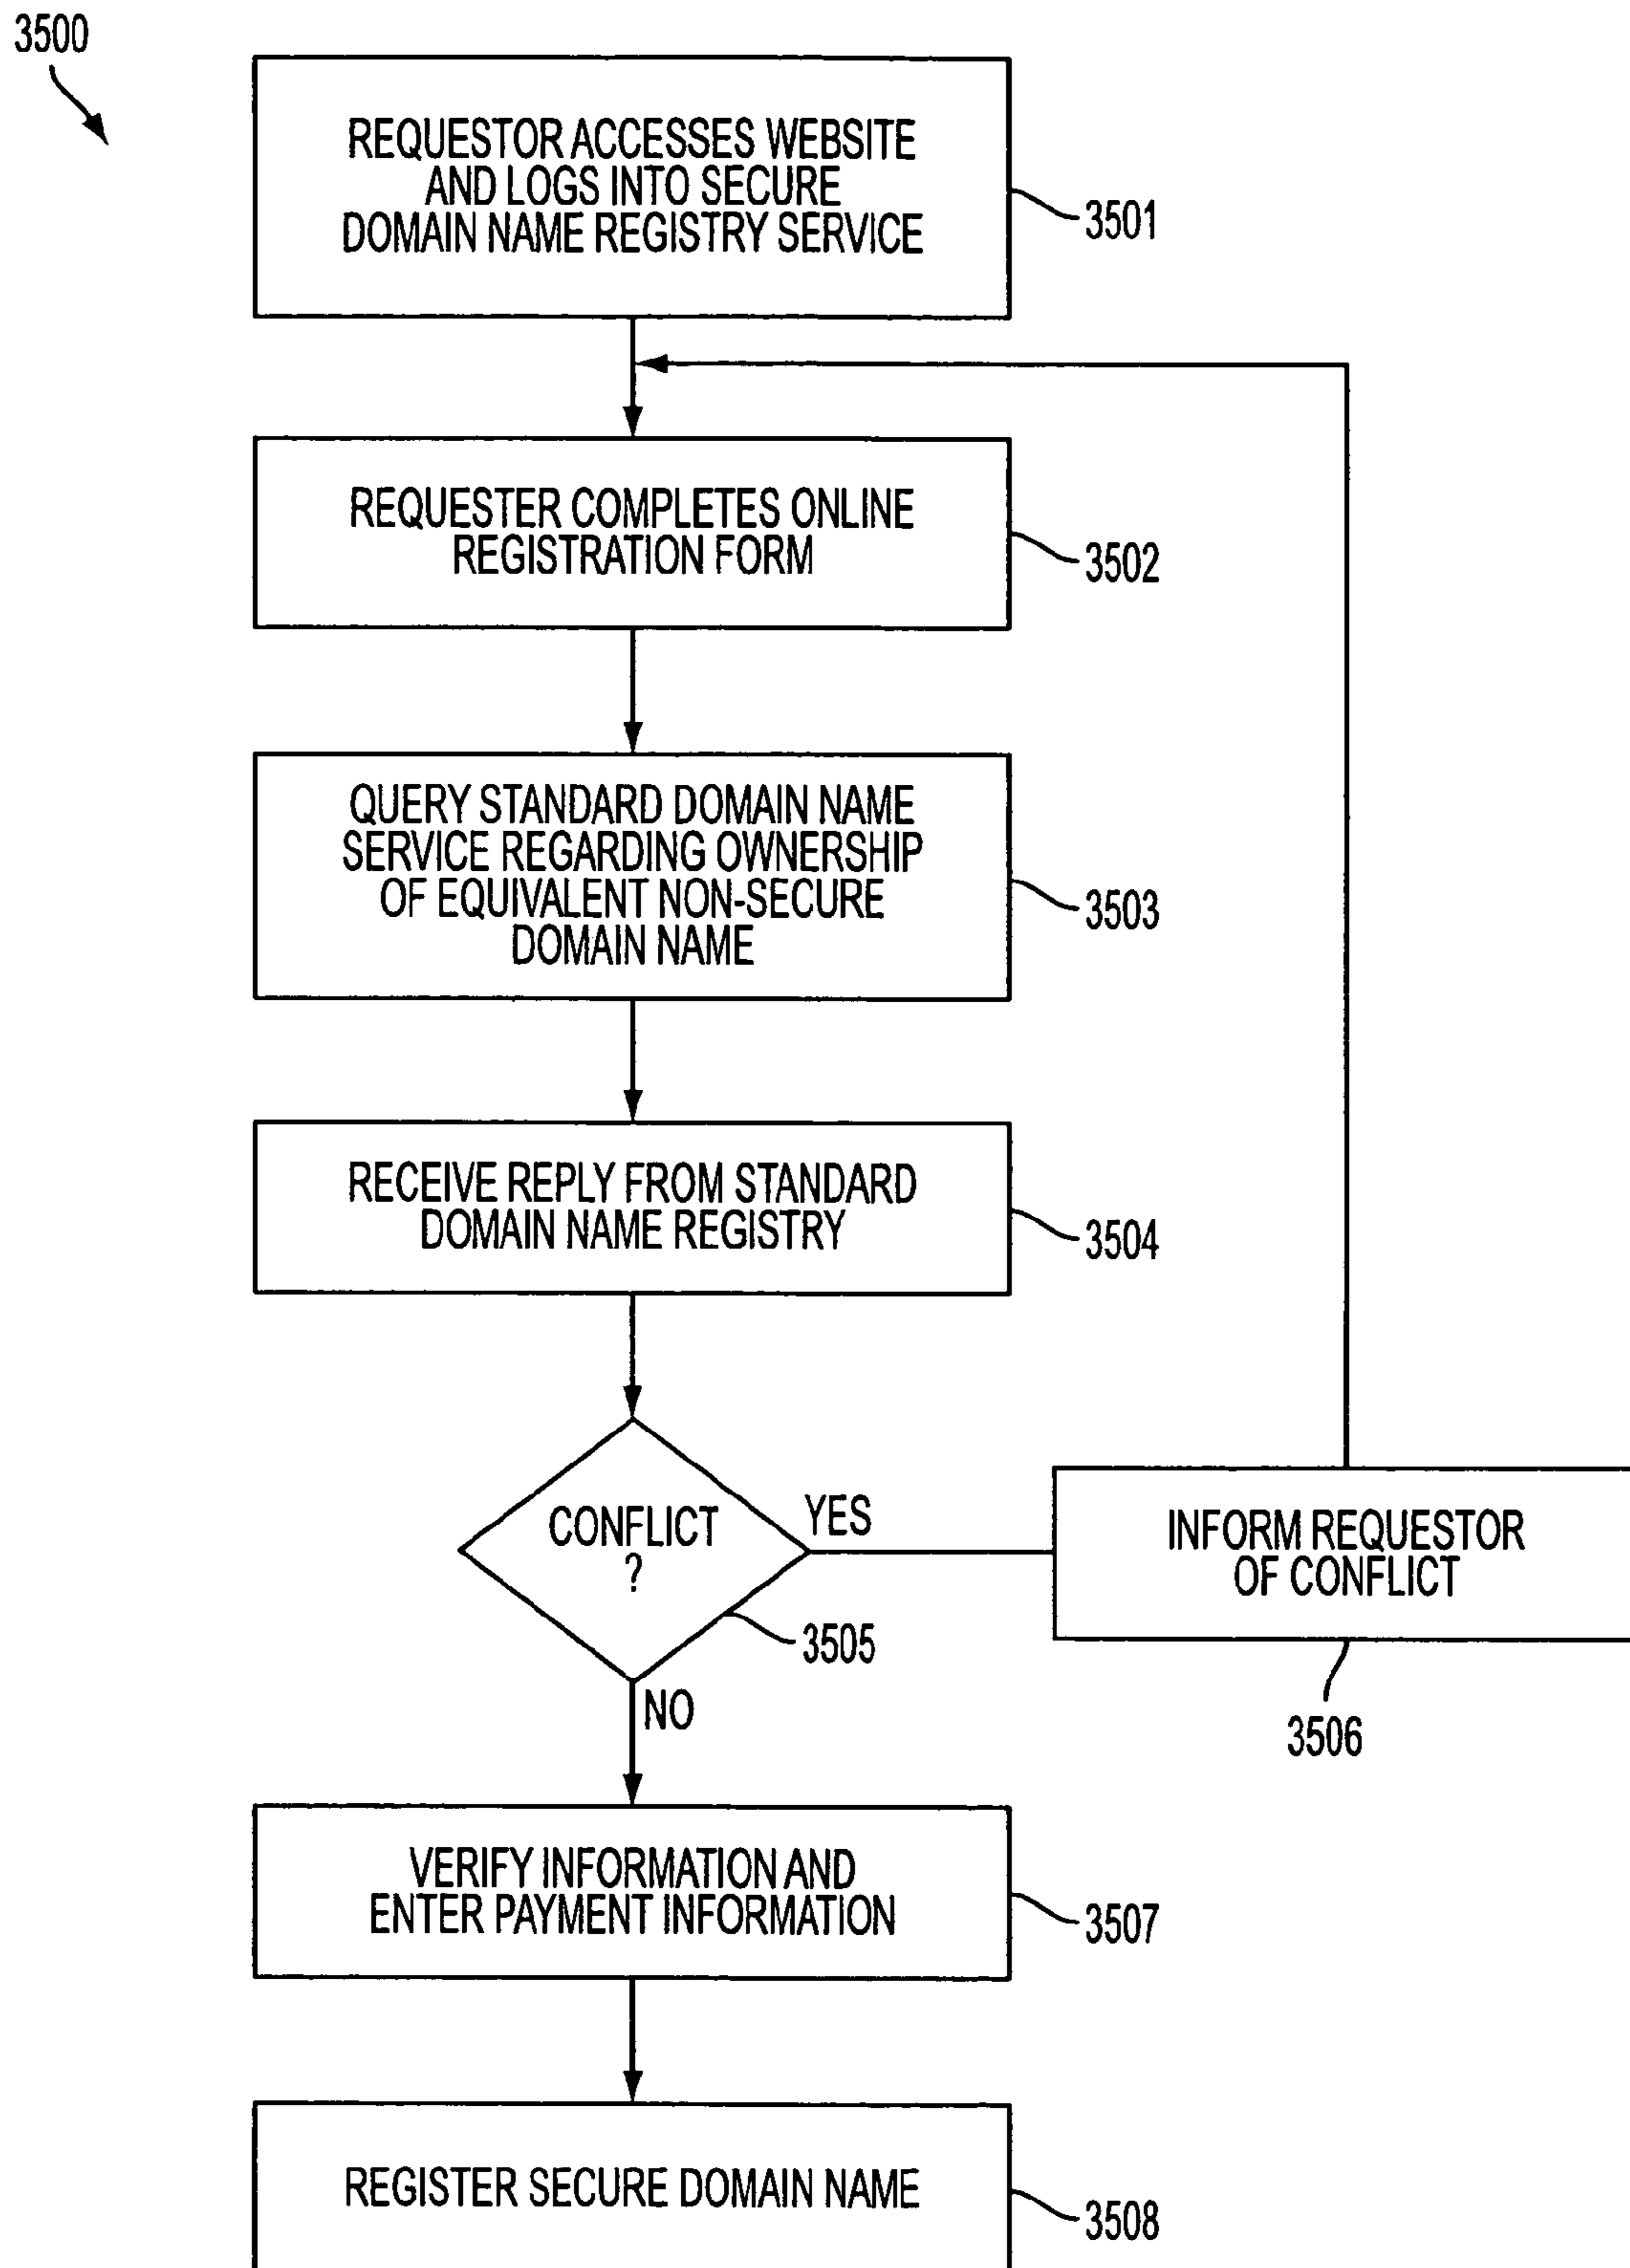 3500
REQUESTOR ACCESSES WEBSITE
AND LOGS INTO SECURE
DOMAIN NAME REGISTRY SERVICE
3501
REQUESTER COMPLETES ONLINE
REGISTRATION FORM
3502
QUERY STANDARD DOMAIN NAME
SERVICE REGARDING OWNERSHIP
OF EQUIVALENT NON-SECURE
DOMAIN NAME
3503
RECEIVE REPLY FROM STANDARD
DOMAIN NAME REGISTRY
3504
CONFLICT
?
YES
3505
INFORM REQUESTOR
OF CONFLICT
3506
NO
VERIFY INFORMATION AND
ENTER PAYMENT INFORMATION
3507
REGISTER SECURE DOMAIN NAME
3508